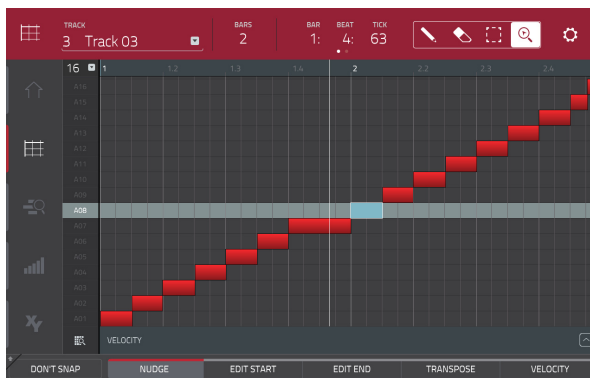 TRACK
3 Track 03
BARS
2
BAR BEAT TICK
1: 4: 63
16 1 1.2 1.3 1.4 2 2.2 2.3 2.4
A16
A15
A14
A13
A12
A11
A10
A09
A08
A07
A06
A05
A04
A03
A02
A01
XY
VELOCITY
DON'T SNAP NUDGE EDIT START EDIT END TRANSPOSE VELOCITY